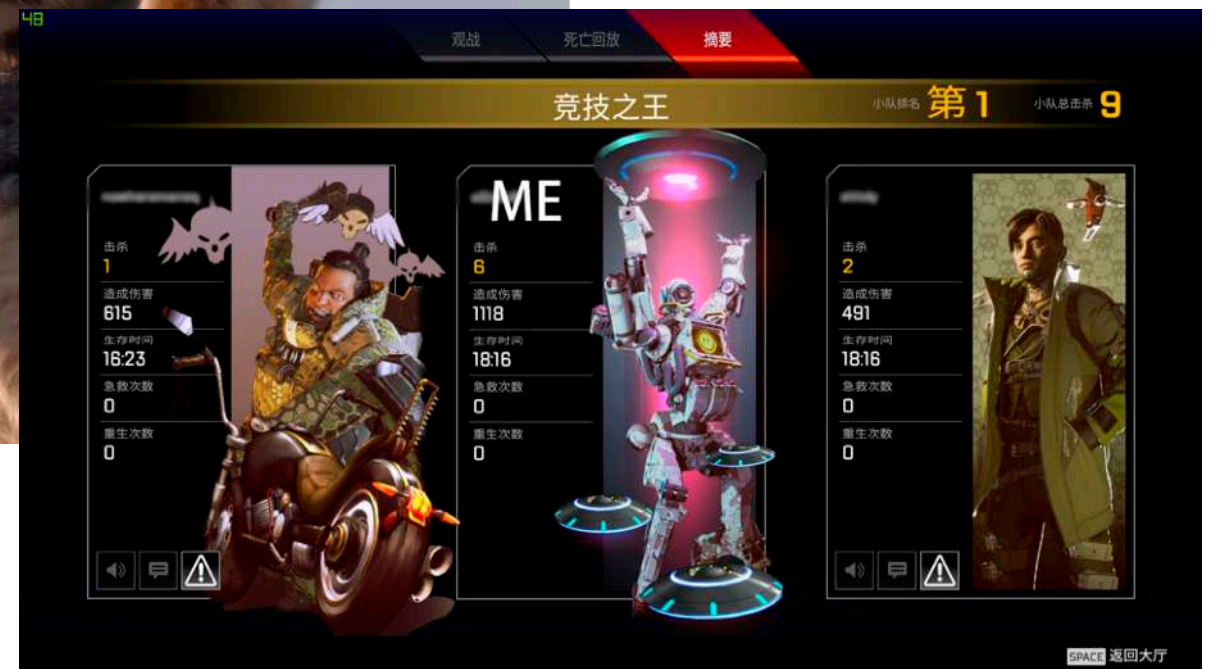 48
观战 死亡回放 摘要
竞技之王 小队排名 第1 小队总击杀 9
ME
击杀 击杀 击杀
1 6 2
造成伤害 造成伤害 造成伤害
615 1118 491
生存时间 生存时间 生存时间
16:23 18:16 18:16
急救次数 急救次数 急救次数
0 0 0
重生次数 重生次数 重生次数
0 0 0
SPACE 返回大厅